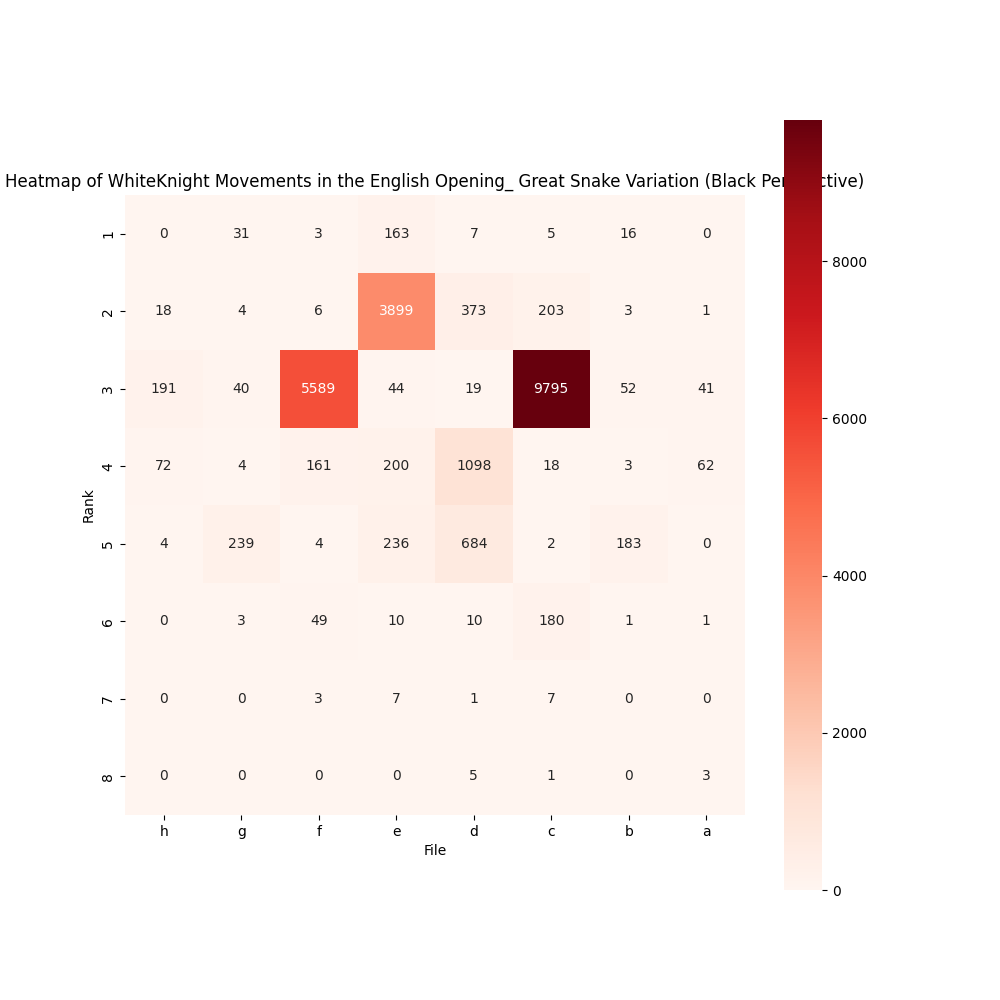 Heatmap of WhiteKnight Movements in the English Opening_ Great Snake Variation (Black Pe ctive)
1 0 31 3 163 7 5 16 0
2 18 4 6 3899 373 203 3 1
3 191 40 5589 44 19 9795 52 41
4 72 4 161 200 1098 18 3 62
Rank
5 4 239 4 236 684 2 183 0
6 0 3 49 10 10 180 1 1
7 0 0 3 7 1 7 0 0
8 0 0 0 0 5 1 0 3
h g f e d c b a
File
8000
6000
4000
2000
0